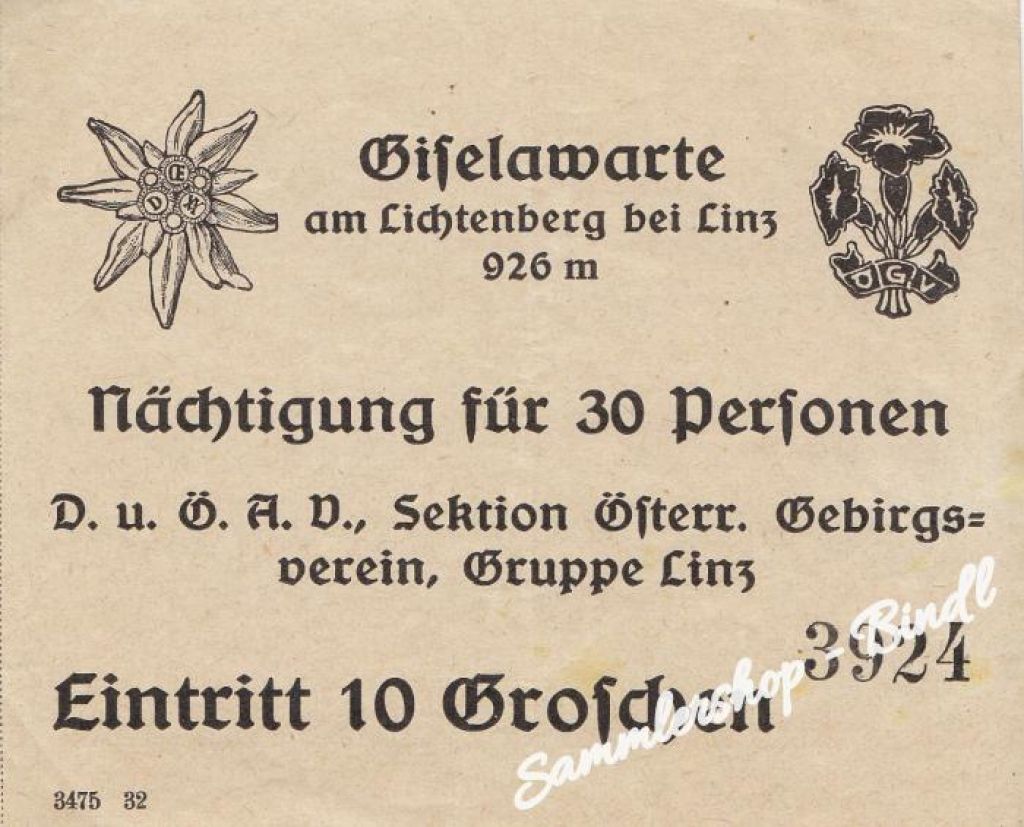 Giselawarte
am Lichtenberg bei Linz
926 m
Ö G V
Nächtigung für 30 Personen
D. u. Ö. A. V., Sektion Österr. Gebirgs=
verein, Gruppe Linz
3924
Eintritt 10 Groschen
Sammlershop - Bindl
3475 32